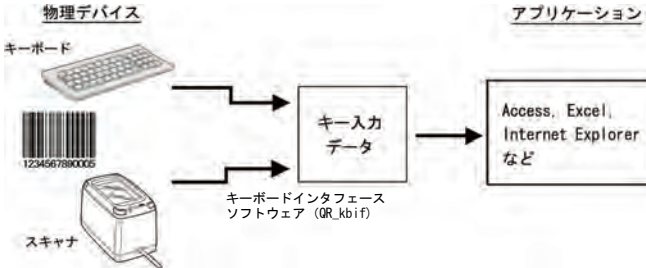 物理デバイス
アプリケーション
キーボード
1234567890005
キー入力
データ
Access, Excel,
Internet Explorer
など
キーボードインタフェース
ソフトウェア (QR_kbif)
スキャナ